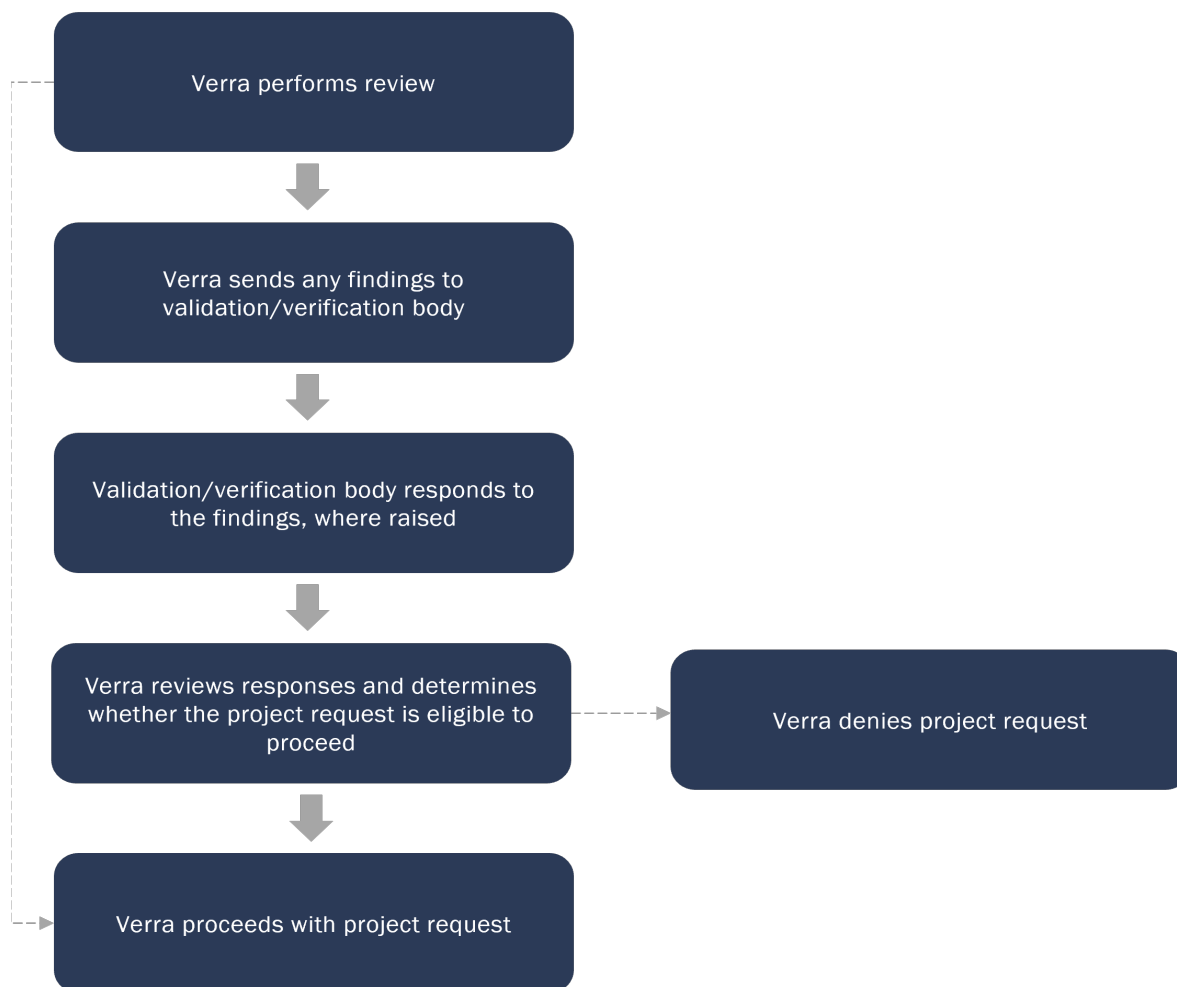 Verra performs review
Verra sends any findings to
validation/verification body
Validation/verification body responds to
the findings, where raised
Verra reviews responses and determines
whether the project request is eligible to
proceed
Verra denies project request
Verra proceeds with project request